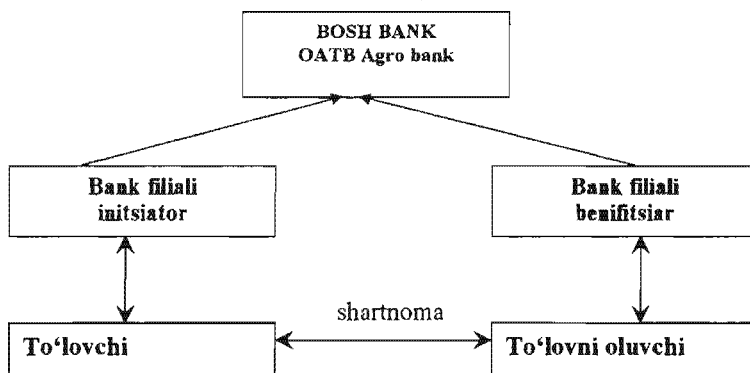 BOSH BANK
OATB Agro bank
Bank filiali
initsiator
Bank filiali
benifitsiar
shartnoma
To‘lovchi
To‘lovni oluvchi